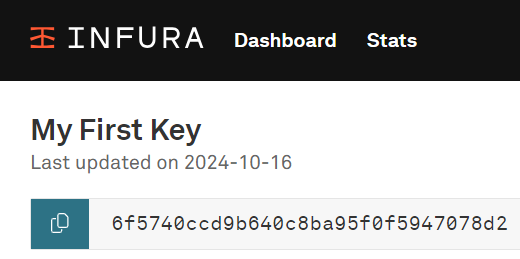 INFURA Dashboard Stats
My First Key
Last updated on 2024-10-16
6f5740ccd9b640c8ba95f0f5947078d2